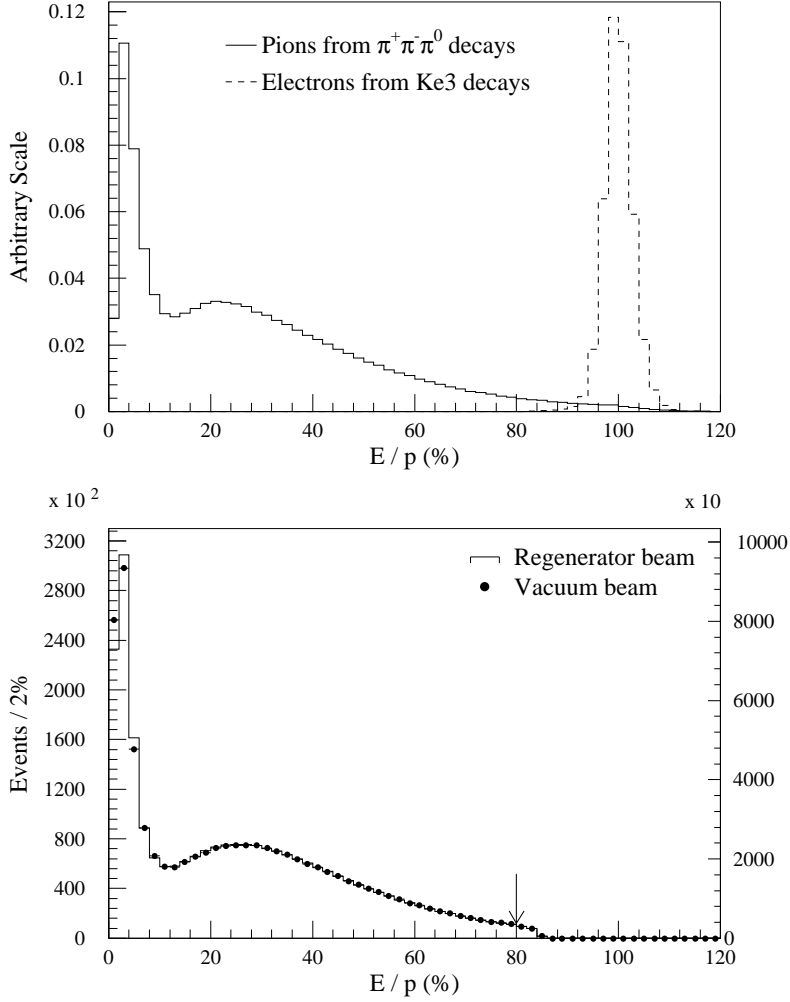 0.12
0.1
0.08
0.06
0.04
0.02
0
Arbitrary Scale
Pions from π⁺π⁻π⁰ decays
Electrons from Ke3 decays
0 20 40 60 80 100 120
E / p (%)
x 10 ²
x 10
3200
2800
2400
2000
1600
1200
800
400
0
Events / 2%
Regenerator beam
Vacuum beam
10000
8000
6000
4000
2000
0
0 20 40 60 80 100 120
E / p (%)